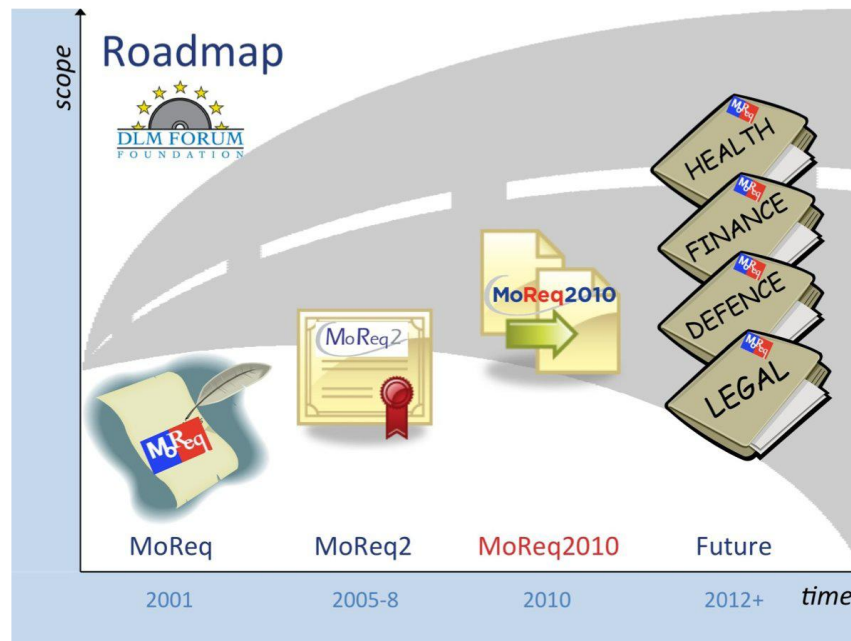 scope
Roadmap
DLM FORUM
FOUNDATION
MoReq
HEALTH
MoReq
FINANCE
MoReq
DEFENCE
MoReq
LEGAL
MoReq2010
MoReq2
MoReq
MoReq
MoReq2
MoReq2010
Future
2001
2005-8
2010
2012+
time